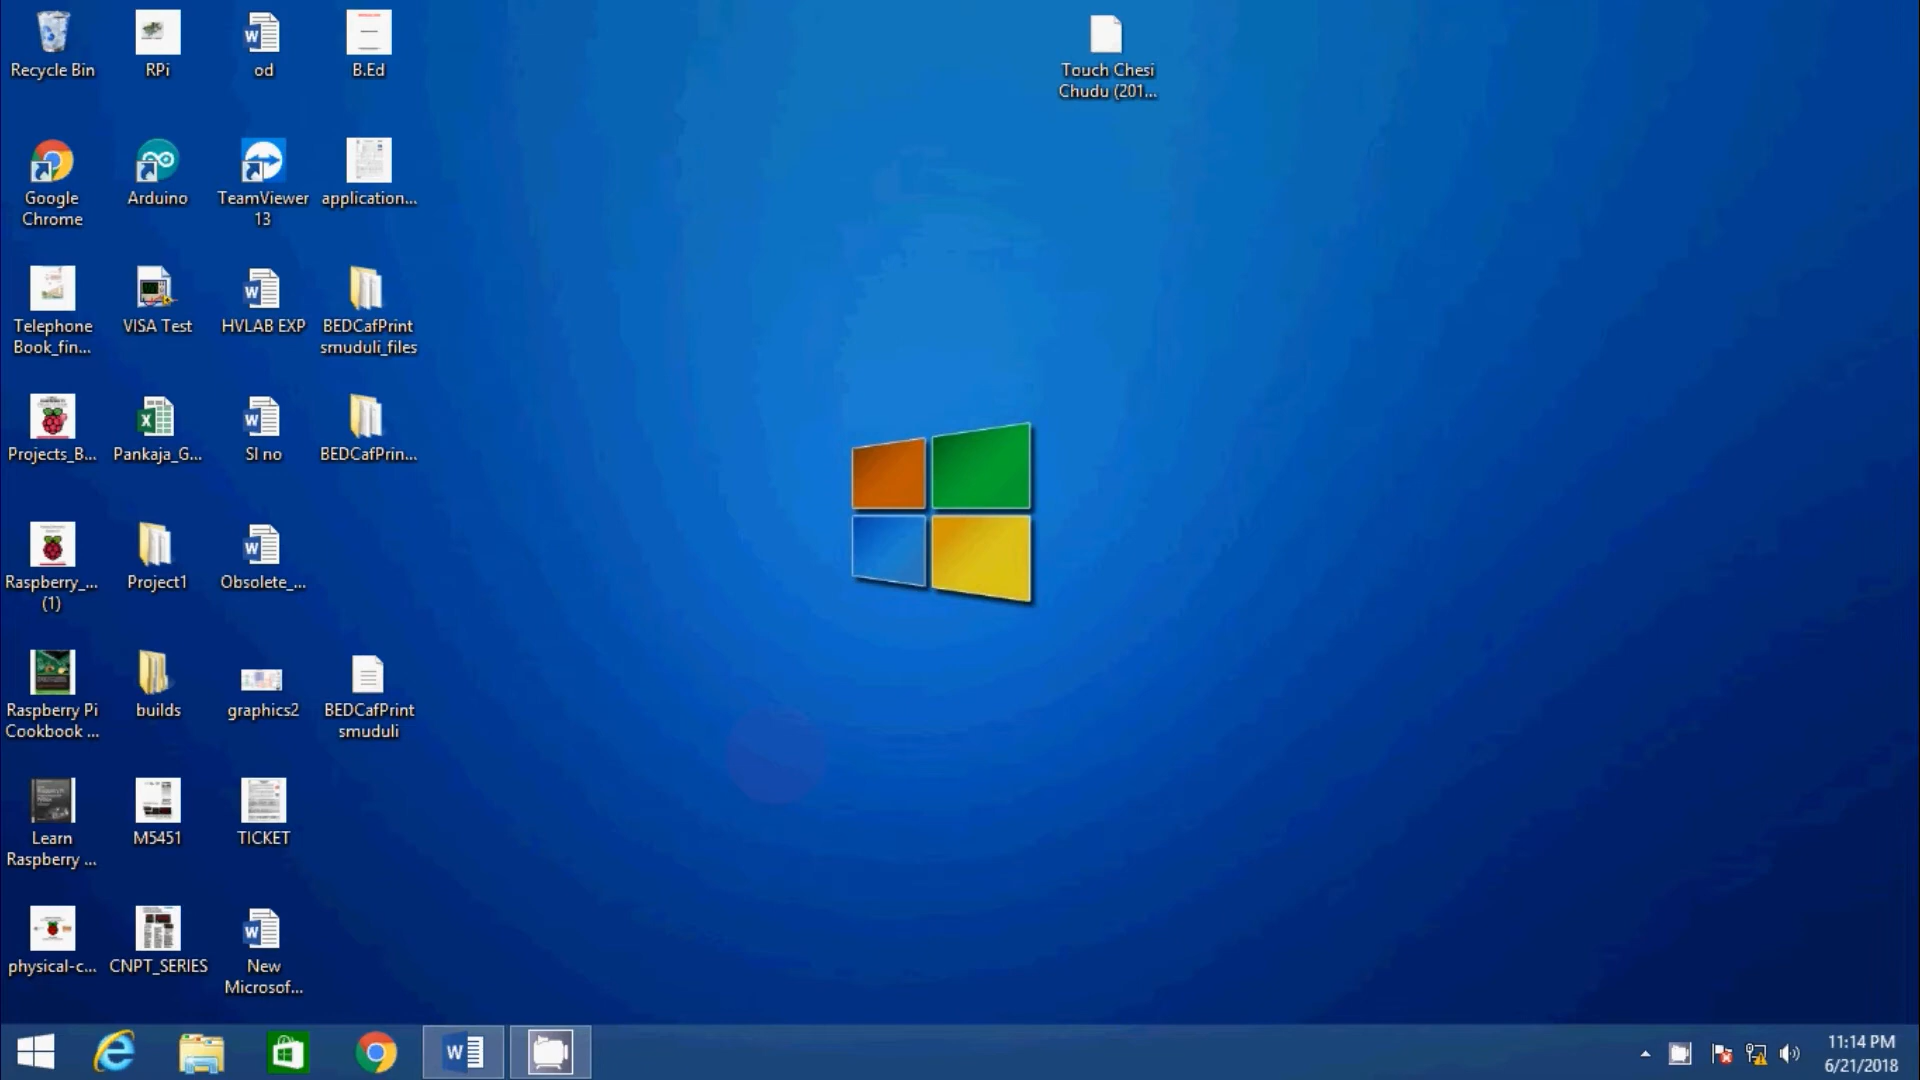 Recycle Bin
RPi
od
B.Ed
Touch Chesi
Chudu (201...
Google
Chrome
Arduino
TeamViewer
13
application...
Telephone
Book_fin...
VISA Test
HVLAB EXP
BEDCafPrint
smuduli_files
Projects_B...
Pankaja_G...
SI no
BEDCafPrin...
Raspberry_...
(1)
Project1
Obsolete_...
Raspberry Pi
Cookbook ...
builds
graphics2
BEDCafPrint
smuduli
Learn
Raspberry ...
M5451
TICKET
physical-c...
CNPT_SERIES
New
Microsof...
11:14 PM
6/21/2018